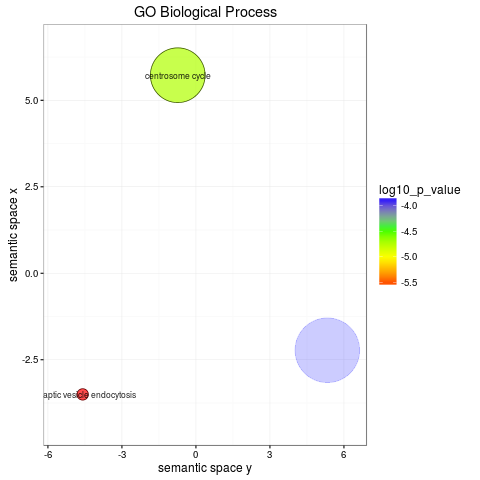 GO Biological Process
centrosome cycle
aptic vesicle endocytosis
5.0
2.5
0.0
-2.5
-6
-3
0
3
6
semantic space x
semantic space y
log10_p_value
-4.0
-4.5
-5.0
-5.5